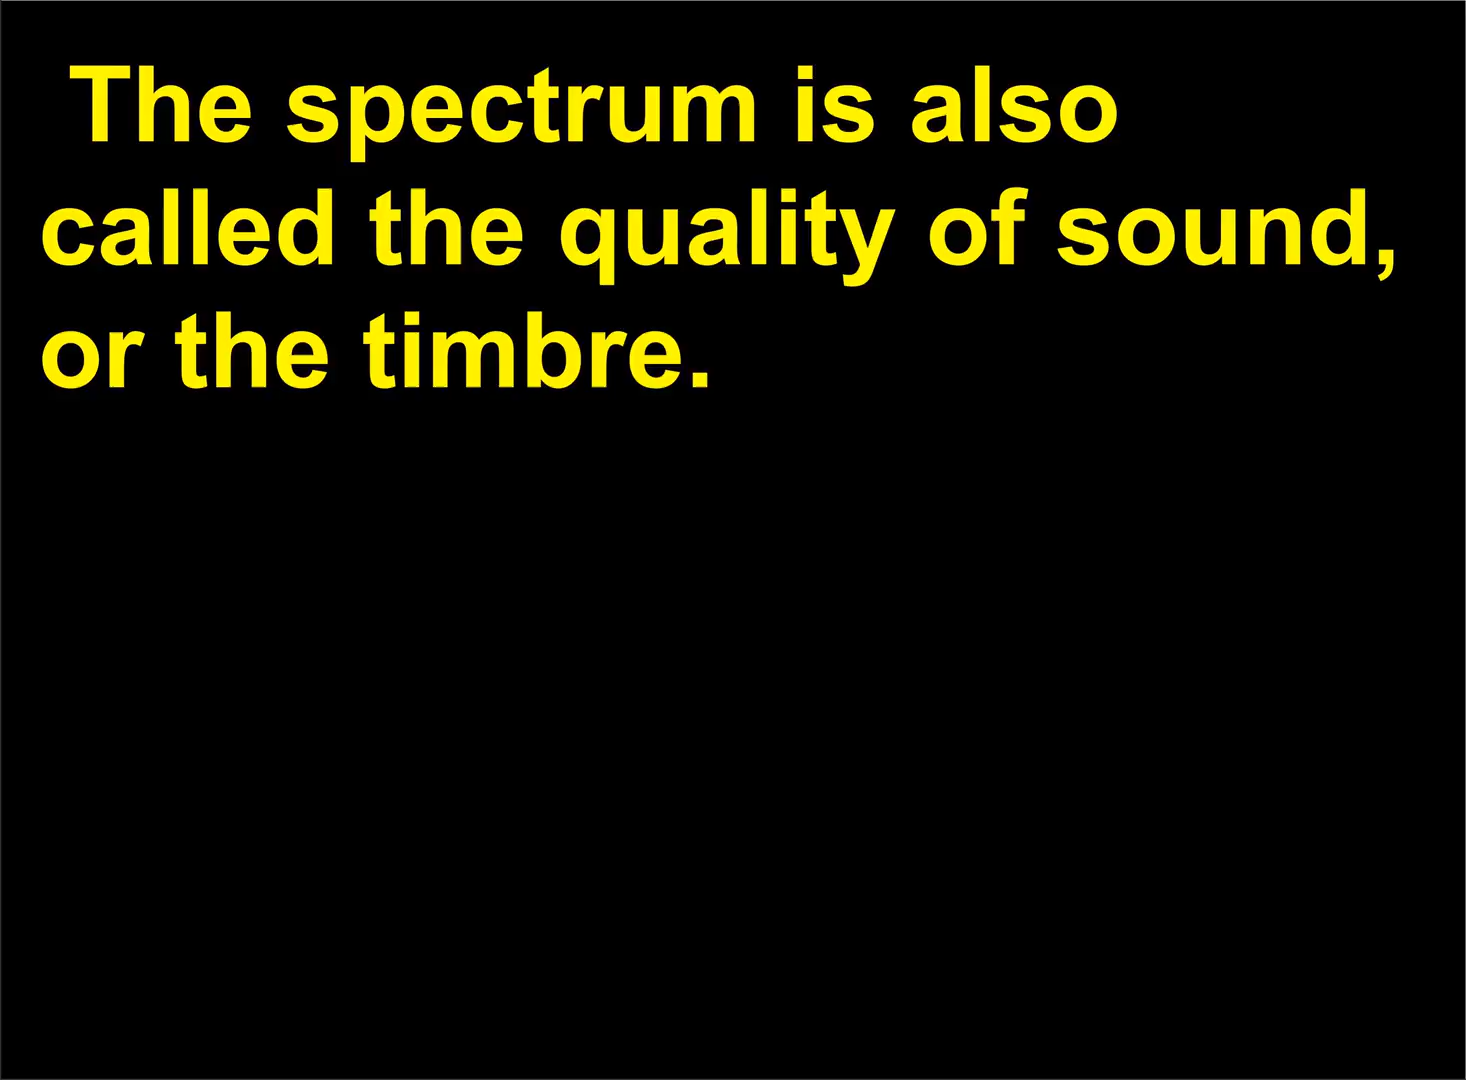 The spectrum is also
called the quality of sound,
or the timbre.